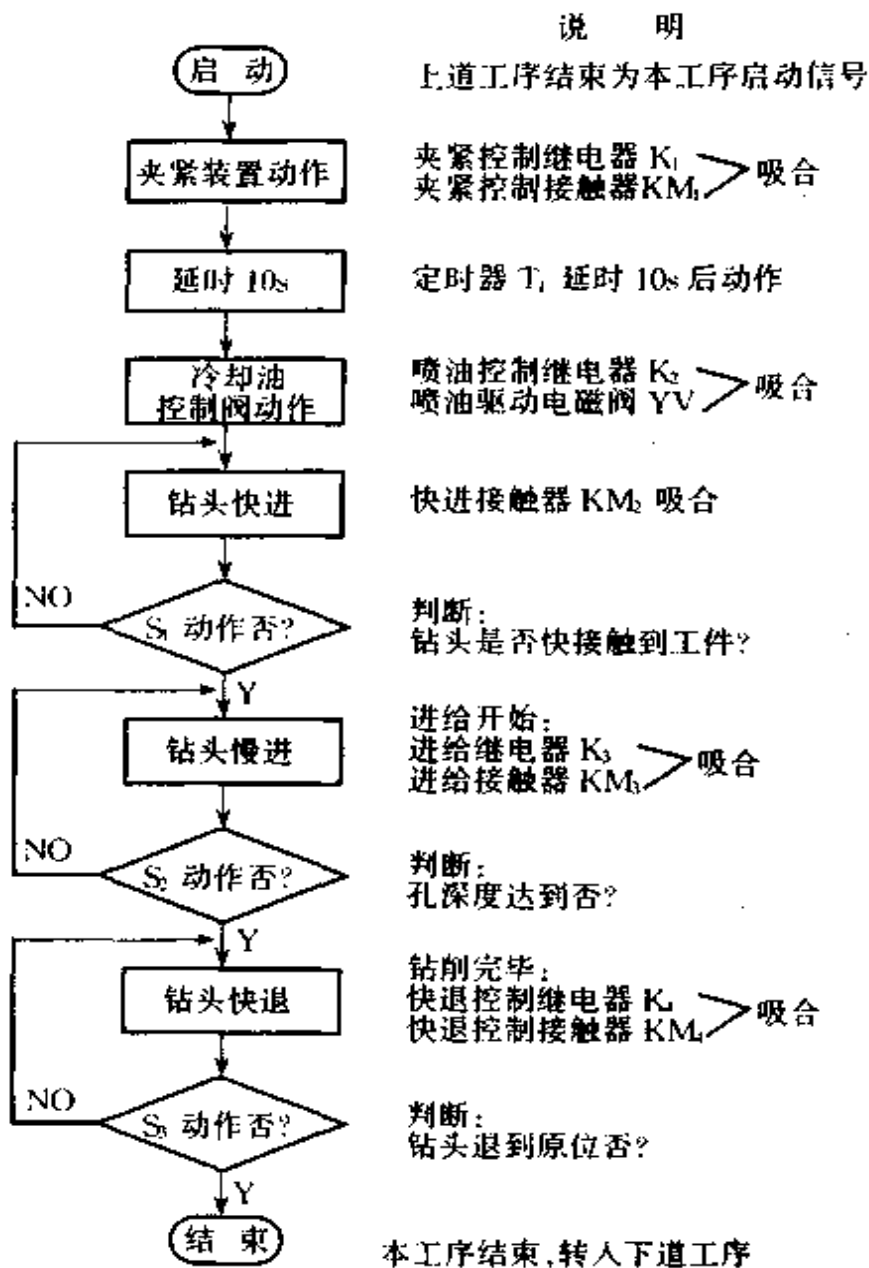 说 明
启 动
上道工序结束为本工序启动信号
夹紧装置动作
夹紧控制继电器 K₁
夹紧控制接触器KM₁
吸合
延时 10s
定时器 T₁ 延时 10s 后动作
冷却油
控制阀动作
喷油控制继电器 K₂
喷油驱动电磁阀 YV
吸合
钻头快进
快进接触器 KM₂ 吸合
NO
S₁ 动作否?
判断:
钻头是否快接触到工件?
Y
钻头慢进
进给开始:
进给继电器 K₃
进给接触器 KM₃
吸合
NO
S₂ 动作否?
判断:
孔深度达到否?
Y
钻头快退
钻削完毕:
快退控制继电器 K₄
快退控制接触器 KM₄
吸合
NO
S₃ 动作否?
判断:
钻头退到原位否?
Y
结 束
本工序结束,转入下道工序